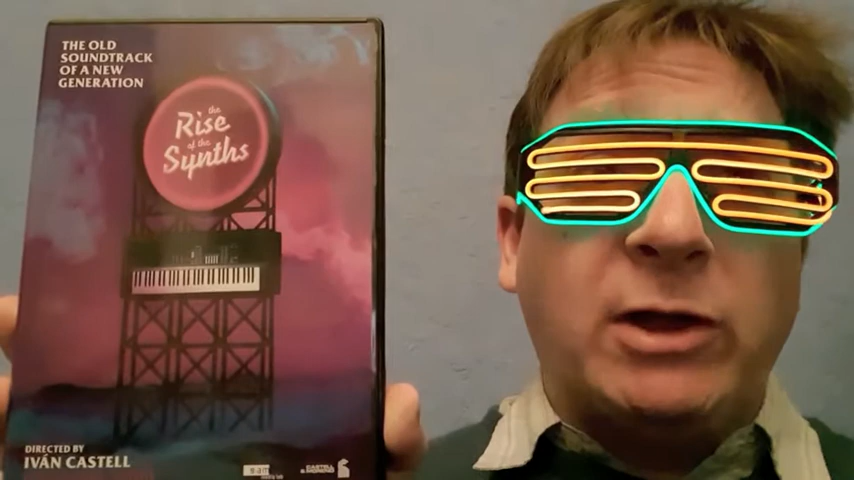 THE OLD
SOUNDTRACK
OF A NEW
GENERATION
the
Rise
of the
Synths
DIRECTED BY
IVÁN CASTELL